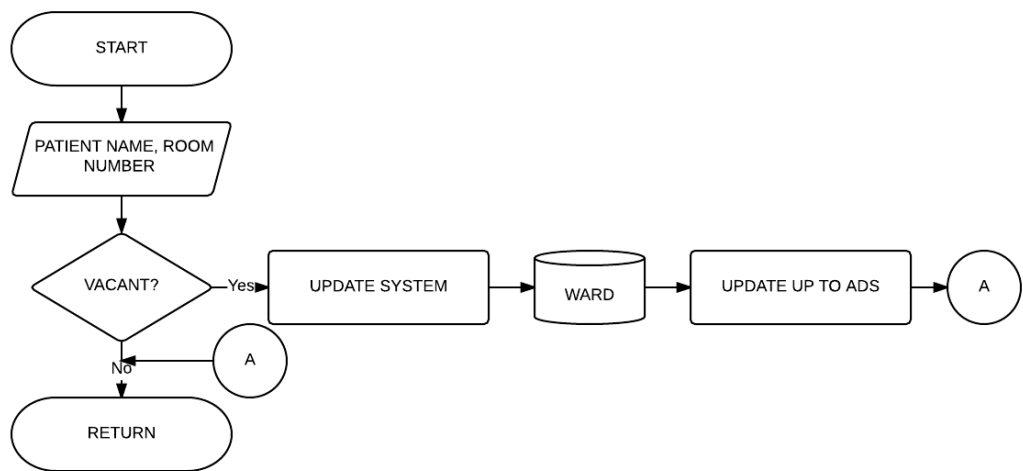 START
PATIENT NAME, ROOM
NUMBER
VACANT?
Yes
UPDATE SYSTEM
WARD
UPDATE UP TO ADS
A
A
No
RETURN